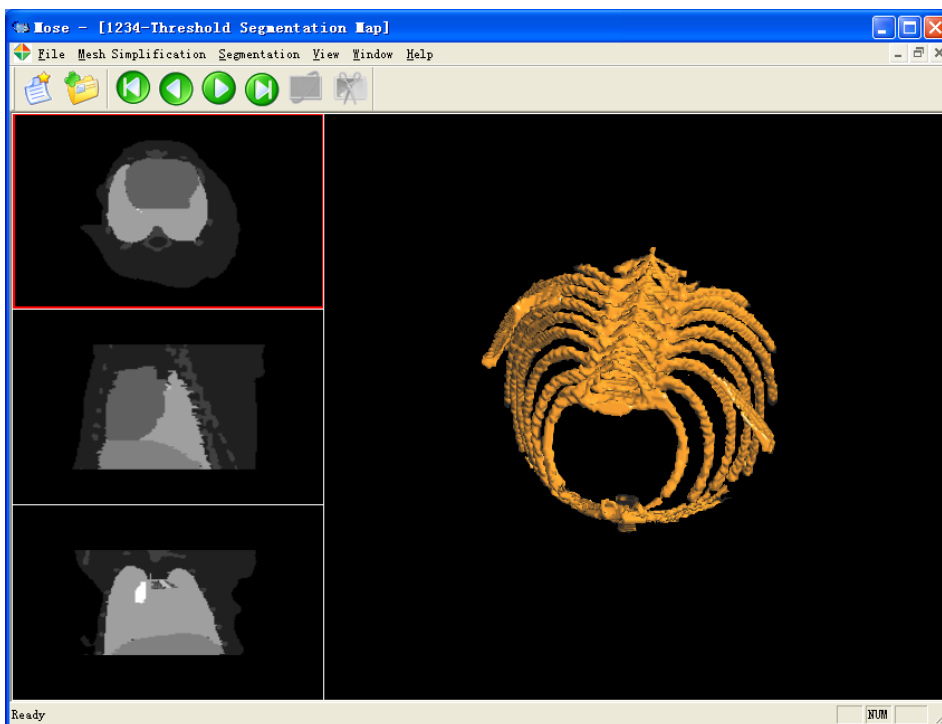 Mose - [1234-Threshold Segmentation Map]
File Mesh Simplification Segmentation View Window Help
Ready NUM